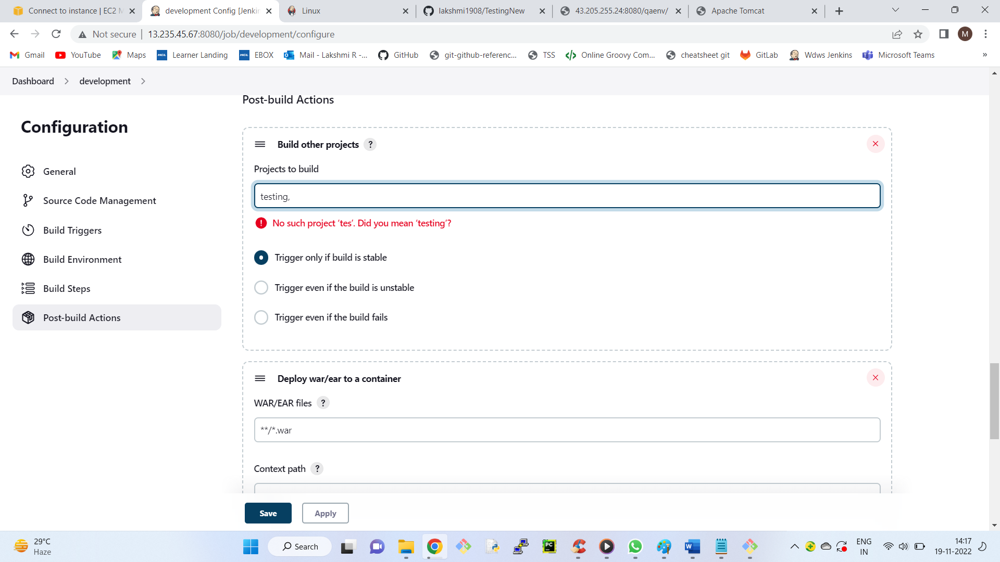 Connect to instance | EC2 M
development Config [Jenkin
Linux
lakshmi1908/TestingNew
43.205.255.24:8080/qaenv/
Apache Tomcat
Not secure
13.235.45.67:8080/job/development/configure
M
Gmail
YouTube
Maps
HCL
Learner Landing
HCL
EBOX
Mail - Lakshmi R -...
GitHub
git-github-referenc...
TSS
Online Groovy Com...
cheatsheet git
GitLab
Wdws Jenkins
Microsoft Teams
»
Dashboard
development
Post-build Actions
Configuration
General
Source Code Management
Build Triggers
Build Environment
Build Steps
Post-build Actions
Build other projects ?
Projects to build
testing,
No such project ‘tes’. Did you mean ‘testing’?
Trigger only if build is stable
Trigger even if the build is unstable
Trigger even if the build fails
Deploy war/ear to a container
WAR/EAR files ?
**/*.war
Context path ?
Save
Apply
29°C
Haze
Search
PC
W
ENG
IN
14:17
19-11-2022